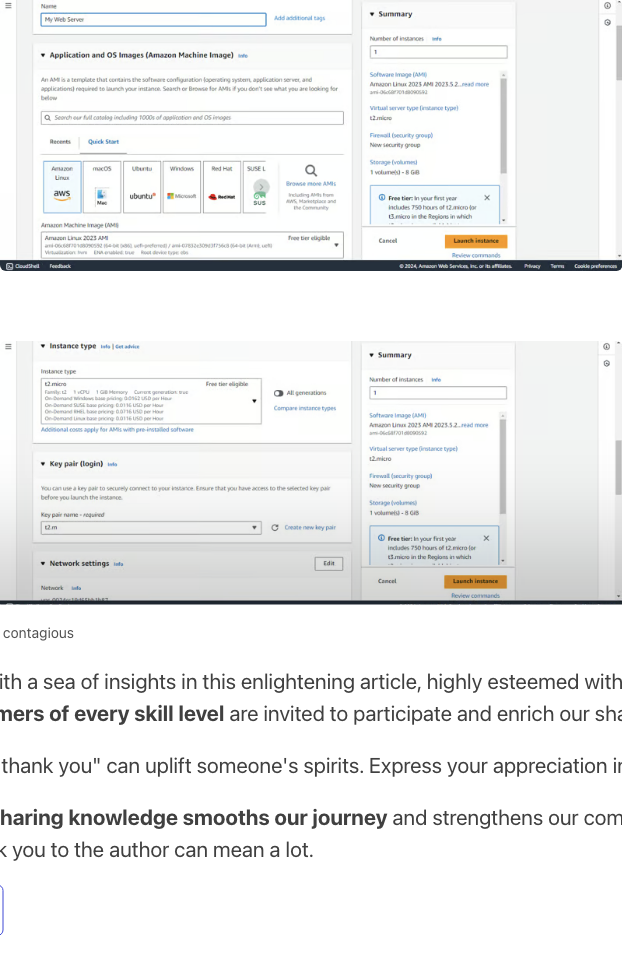 Name
My Web Server
Add additional tags
Application and OS Images (Amazon Machine Image) Info
An AMI is a template that contains the software configuration (operating system, application server, and
applications) required to launch your instance. Search or Browse for AMIs if you don't see what you are looking for
below
Search our full catalog including 1000s of application and OS images
Recents
Quick Start
Amazon Linux
aws
macOS
Mac
Ubuntu
ubuntu
Windows
Microsoft
Red Hat
RedHat
SUSE L
SUS
Browse more AMIs
Including AMIs from
AWS, Marketplace and
the Community
Amazon Machine Image (AMI)
Amazon Linux 2023 AMI
Free tier eligible
Summary
Number of instances Info
1
Software Image (AMI)
Amazon Linux 2023 AMI 2023.5.2...read more
Virtual server type (instance type)
t2.micro
Firewall (security group)
New security group
Storage (volumes)
1 volume(s) - 8 GiB
Free tier: In your first year
includes 750 hours of t2.micro (or
t3.micro in the Regions in which
Cancel
Launch instance
Review commands
CloudShell
Feedback
© 2024, Amazon Web Services, Inc. or its affiliates.
Privacy
Terms
Cookie preferences
Instance type Info | Get advice
Instance type
t2.micro
Free tier eligible
Family: t2 1 vCPU 1 GiB Memory Current generation: true
On-Demand Windows base pricing: 0.0162 USD per Hour
On-Demand SUSE base pricing: 0.0116 USD per Hour
On-Demand RHEL base pricing: 0.0716 USD per Hour
On-Demand Linux base pricing: 0.0116 USD per Hour
All generations
Compare instance types
Additional costs apply for AMIs with pre-installed software
Key pair (login) Info
You can use a key pair to securely connect to your instance. Ensure that you have access to the selected key pair
before you launch the instance.
Key pair name - required
t2.m
Create new key pair
Network settings Info
Edit
Network Info
Summary
Number of instances Info
1
Software Image (AMI)
Amazon Linux 2023 AMI 2023.5.2...read more
Virtual server type (instance type)
t2.micro
Firewall (security group)
New security group
Storage (volumes)
1 volume(s) - 8 GiB
Free tier: In your first year
includes 750 hours of t2.micro (or
t3.micro in the Regions in which
Cancel
Launch instance
Review commands
contagious
ith a sea of insights in this enlightening article, highly esteemed with
mers of every skill level are invited to participate and enrich our sha
thank you" can uplift someone's spirits. Express your appreciation in
haring knowledge smooths our journey and strengthens our com
k you to the author can mean a lot.